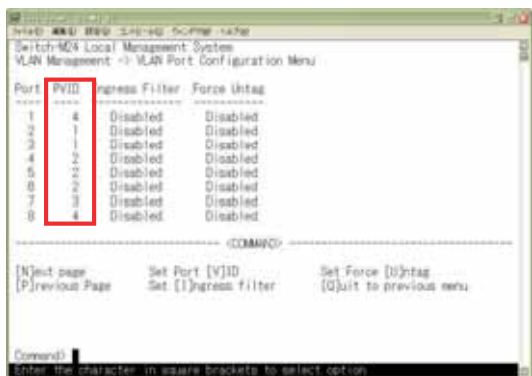 Switch-M24 Local Management System
VLAN Management -> VLAN Port Configuration Menu
Port PVID Ingress Filter Force Untag
1 4 Disabled Disabled
2 1 Disabled Disabled
3 1 Disabled Disabled
4 2 Disabled Disabled
5 2 Disabled Disabled
6 2 Disabled Disabled
7 3 Disabled Disabled
8 4 Disabled Disabled
<COMMAND>
[N]ext page Set Port [V]ID Set Force [U]ntag
[P]revious Page Set [I]ngress filter [Q]uit to previous menu
Command>
Enter the character in square brackets to select option